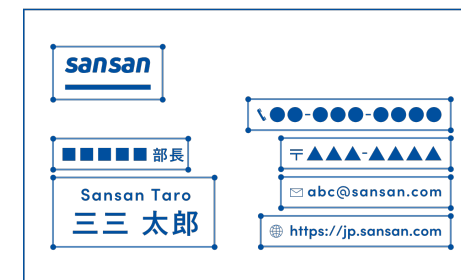 sansan
■■■■■ 部長
Sansan Taro
三三 太郎
●●-●●●-●●●●
〒▲▲▲-▲▲▲▲
abc@sansan.com
https://jp.sansan.com